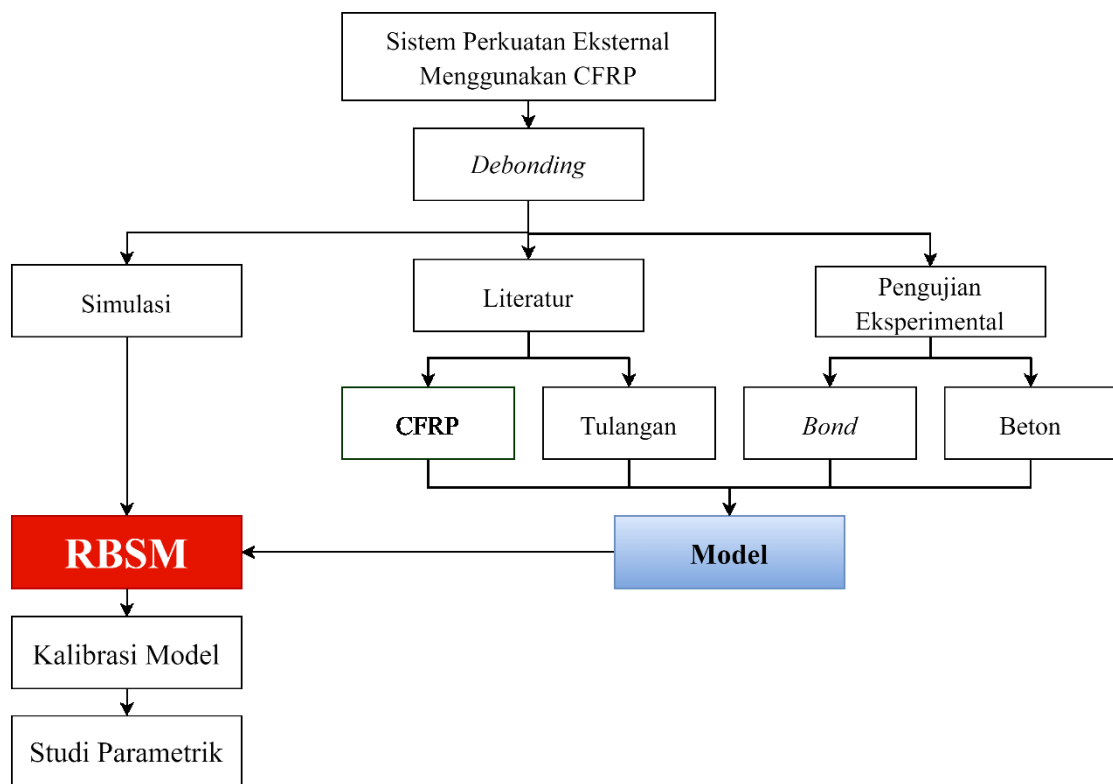 Sistem Perkuatan Eksternal
Menggunakan CFRP
Debonding
Simulasi
Literatur
Pengujian
Eksperimental
CFRP
Tulangan
Bond
Beton
RBSM
Model
Kalibrasi Model
Studi Parametrik